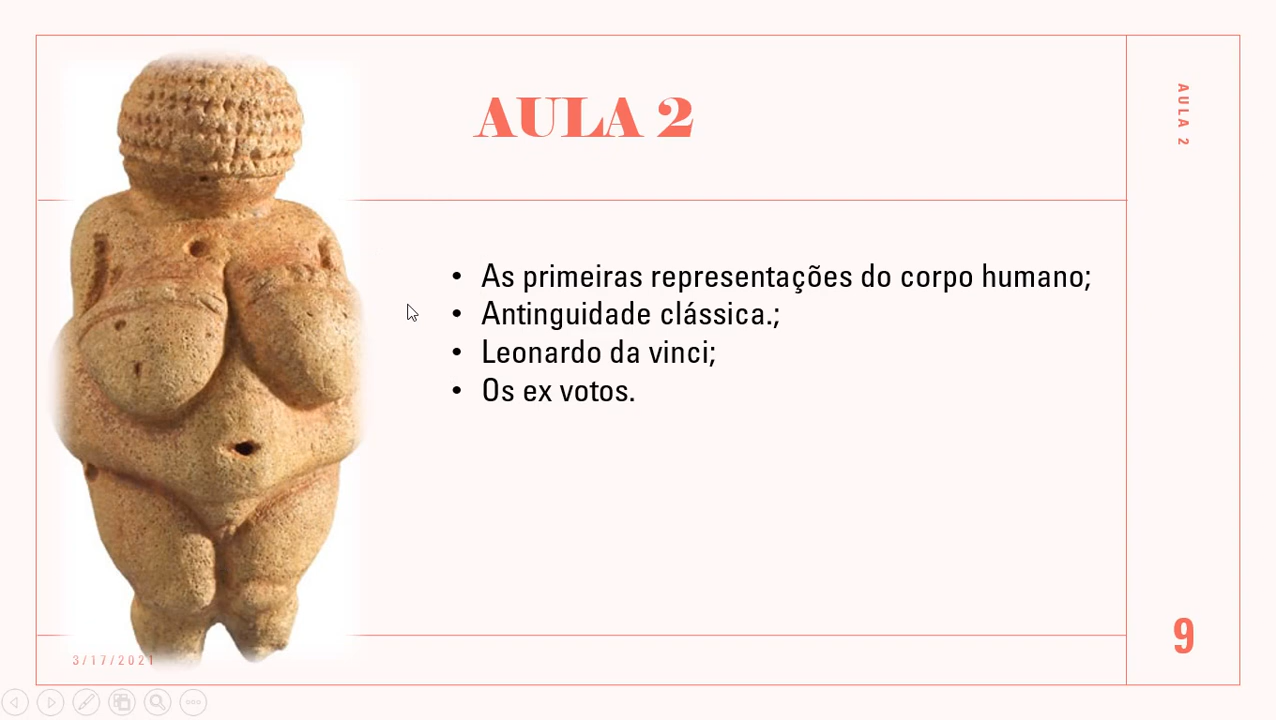 AULA 2
AULA 2
• As primeiras representações do corpo humano;
• Antinguidade clássica.;
• Leonardo da vinci;
• Os ex votos.
9
3/17/2021